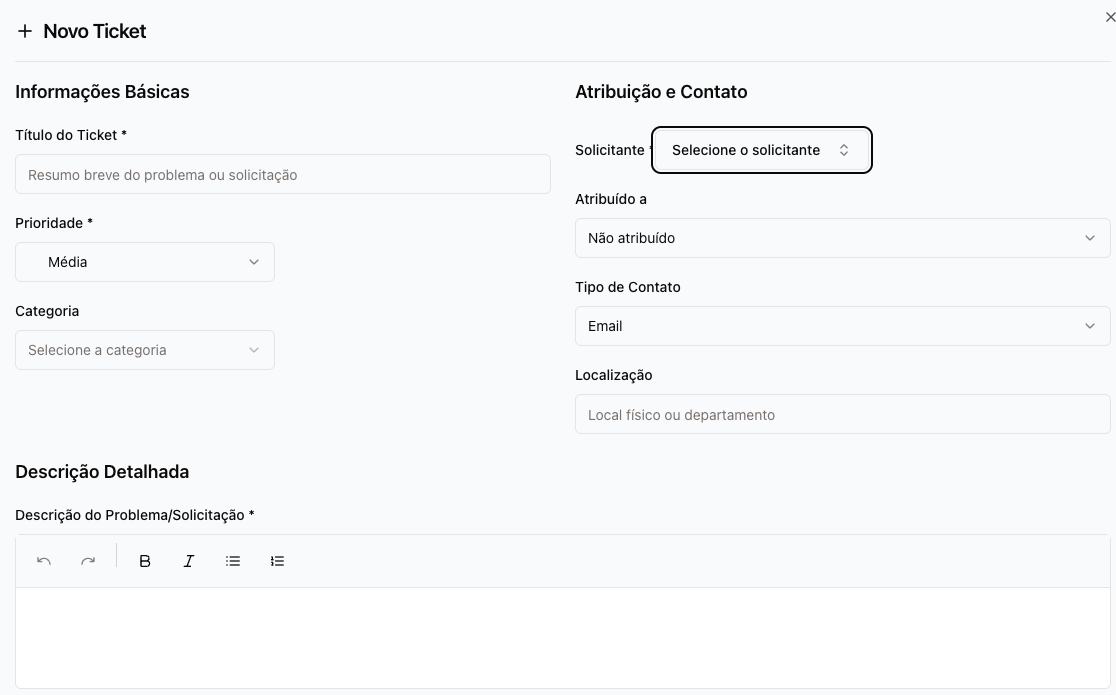 Novo Ticket
Informações Básicas
Título do Ticket *
Resumo breve do problema ou solicitação
Prioridade *
Média
Categoria
Selecione a categoria
Atribuição e Contato
Solicitante *
Selecione o solicitante
Atribuído a
Não atribuído
Tipo de Contato
Email
Localização
Local físico ou departamento
Descrição Detalhada
Descrição do Problema/Solicitação *
B I